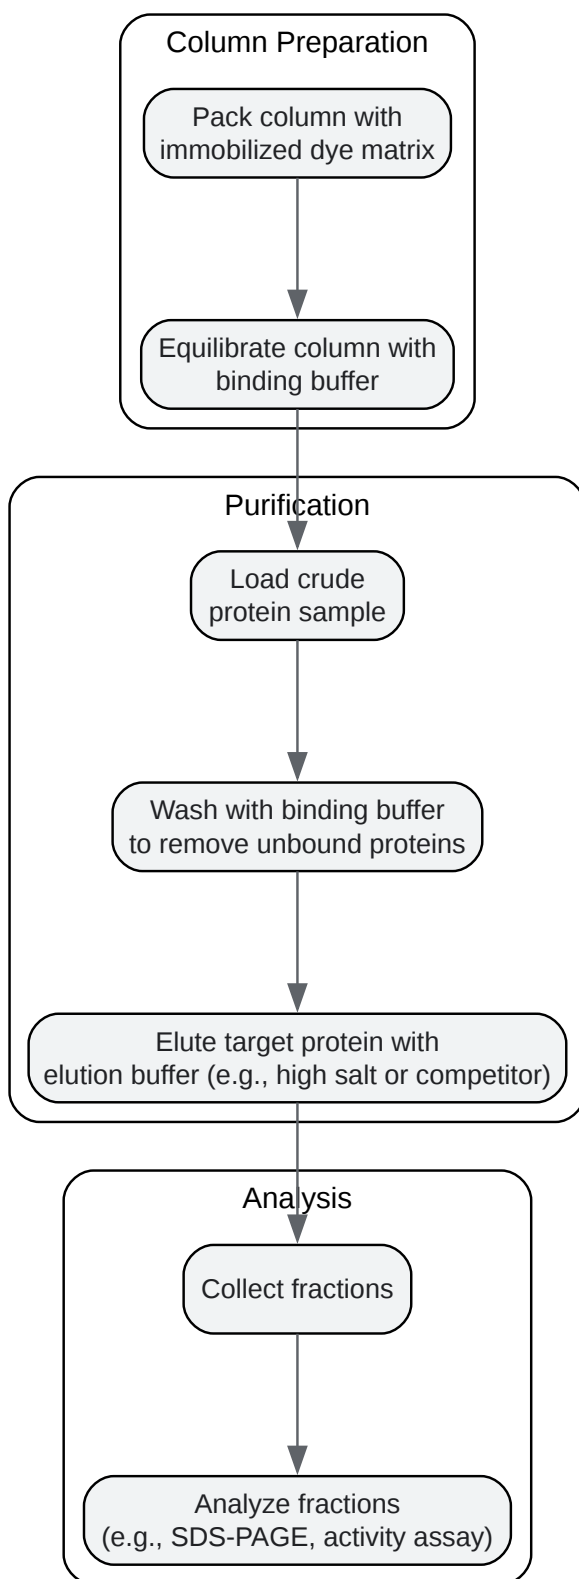 Column Preparation
Pack column with
immobilized dye matrix
Equilibrate column with
binding buffer
Purification
Load crude
protein sample
Wash with binding buffer
to remove unbound proteins
Elute target protein with
elution buffer (e.g., high salt or competitor)
Analysis
Collect fractions
Analyze fractions
(e.g., SDS-PAGE, activity assay)